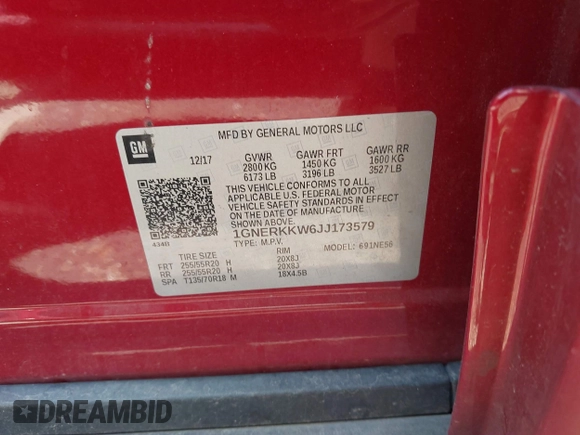 GM
MFD BY GENERAL MOTORS LLC
12/17 GVWR GAWR FRT GAWR RR
2800 KG 1450 KG 1600 KG
6173 LB 3196 LB 3527 LB
THIS VEHICLE CONFORMS TO ALL
APPLICABLE U.S. FEDERAL MOTOR
VEHICLE SAFETY STANDARDS IN EFFECT
ON THE DATE OF MANUFACTURE
SHOWN ABOVE.
1GNERKKW6JJ173579
TYPE: M.P.V. MODEL: 691NE56
434B
TIRE SIZE RIM
FRT 255/55R20 H 20X8J
RR 255/55R20 H 20X8J
SPA T135/70R18 M 18X4.5B
DREAMBID